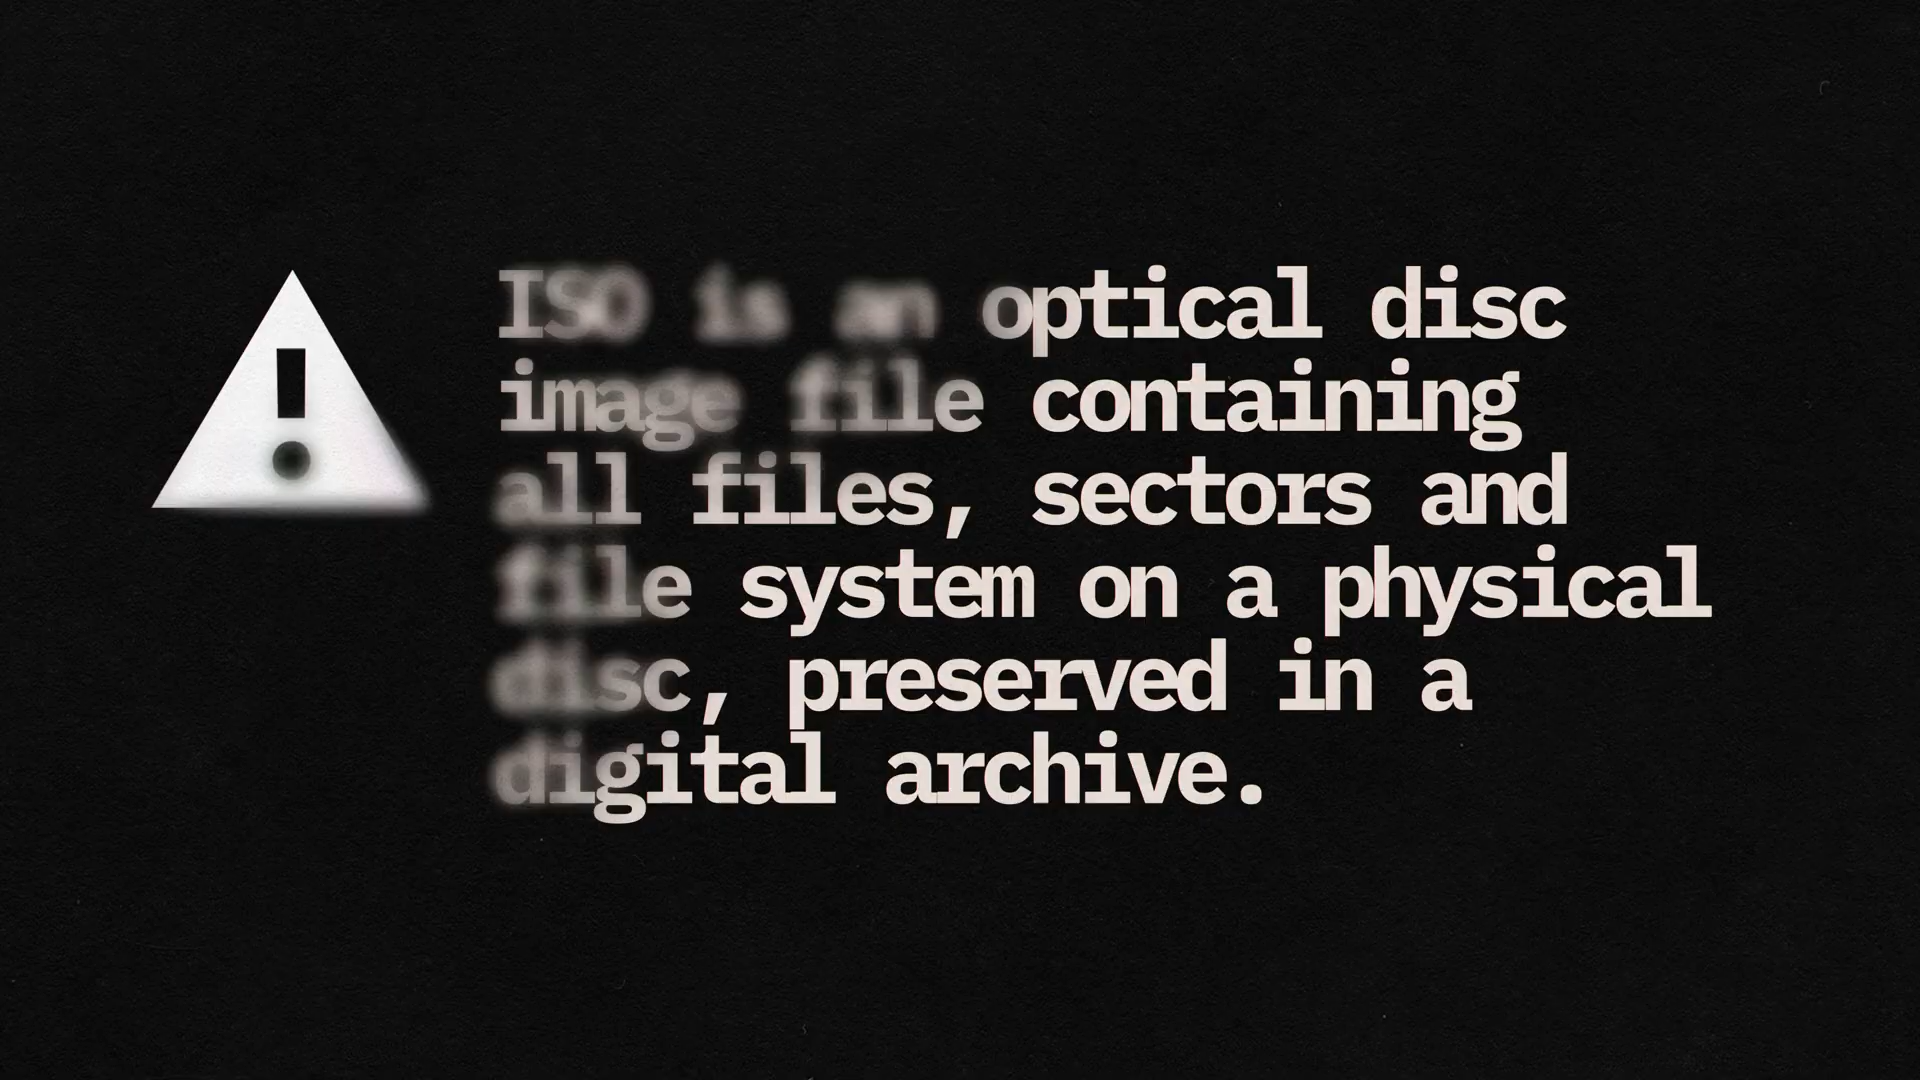 ISO is an optical disc
image file containing
all files, sectors and
file system on a physical
disc, preserved in a
digital archive.